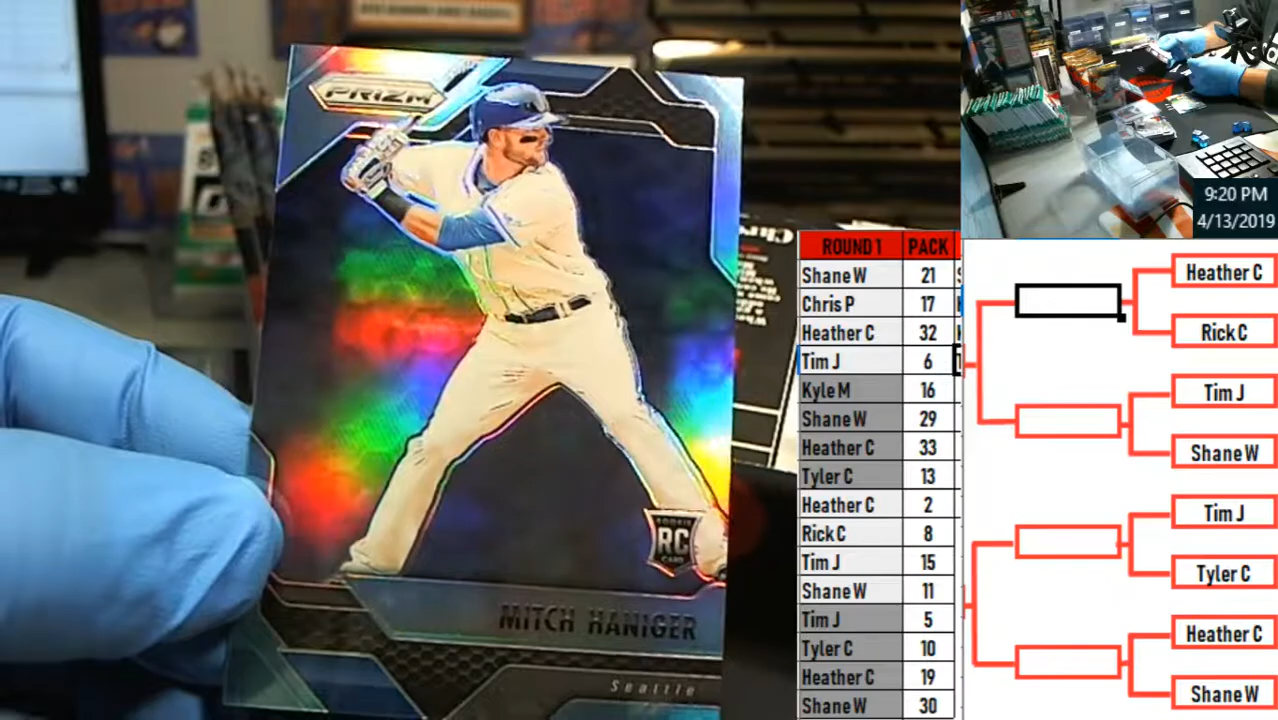 PRIZM
ROOKIE
RC
CARD
MITCH HANIGER
Seattle
9:20 PM
4/13/2019
ROUND 1 PACK
Shane W 21
Chris P 17
Heather C 32
Tim J 6
Kyle M 16
Shane W 29
Heather C 33
Tyler C 13
Heather C 2
Rick C 8
Tim J 15
Shane W 11
Tim J 5
Tyler C 10
Heather C 19
Shane W 30
Heather C
Rick C
Tim J
Shane W
Tim J
Tyler C
Heather C
Shane W